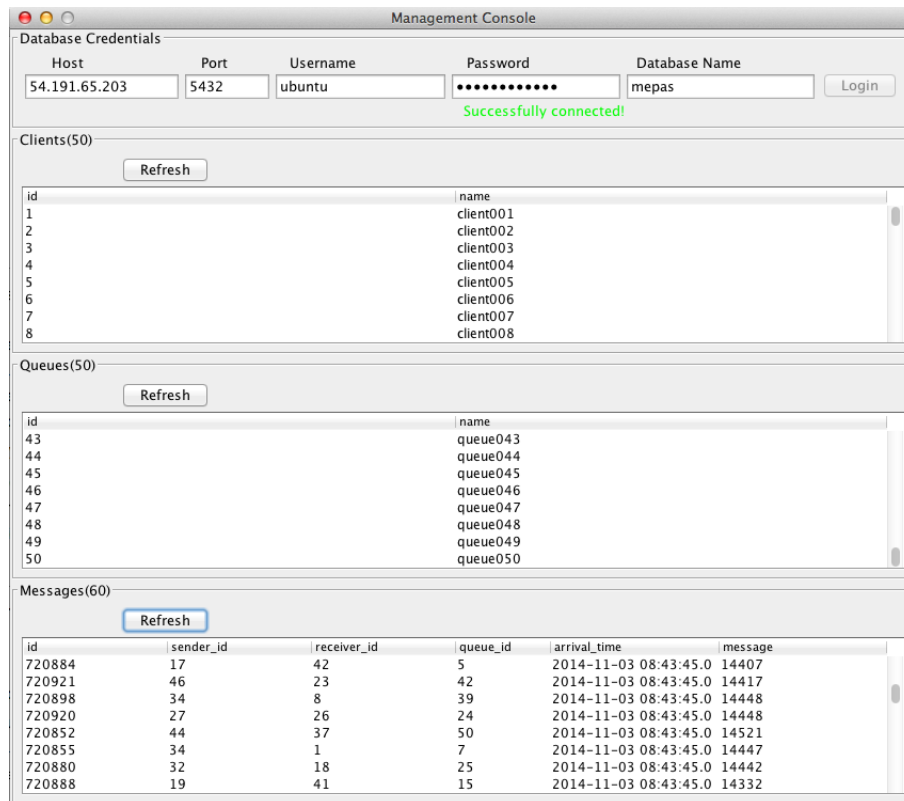 Management Console
Database Credentials
Host Port Username Password Database Name
54.191.65.203 5432 ubuntu •••••••••••• mepas Login
Successfully connected!
Clients(50)
Refresh
id name
1 client001
2 client002
3 client003
4 client004
5 client005
6 client006
7 client007
8 client008
Queues(50)
Refresh
id name
43 queue043
44 queue044
45 queue045
46 queue046
47 queue047
48 queue048
49 queue049
50 queue050
Messages(60)
Refresh
id sender_id receiver_id queue_id arrival_time message
720884 17 42 5 2014-11-03 08:43:45.0 14407
720921 46 23 42 2014-11-03 08:43:45.0 14417
720898 34 8 39 2014-11-03 08:43:45.0 14448
720920 27 26 24 2014-11-03 08:43:45.0 14448
720852 44 37 50 2014-11-03 08:43:45.0 14521
720855 34 1 7 2014-11-03 08:43:45.0 14447
720880 32 18 25 2014-11-03 08:43:45.0 14442
720888 19 41 15 2014-11-03 08:43:45.0 14332